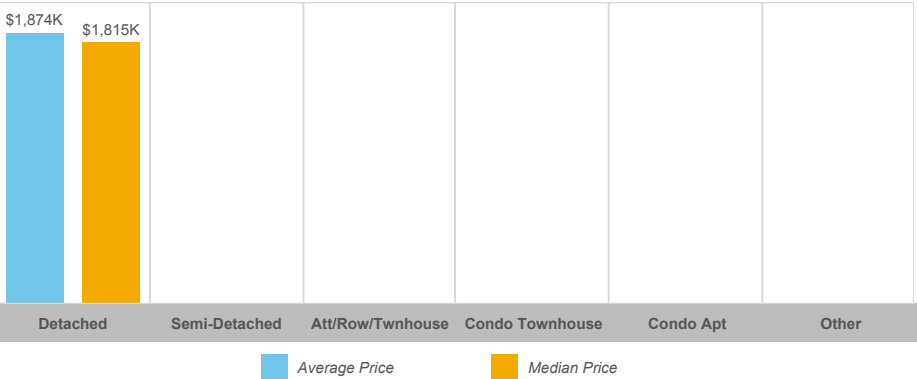 $1,874K
$1,815K
Detached Semi-Detached Att/Row/Twnhouse Condo Townhouse Condo Apt Other
Average Price Median Price